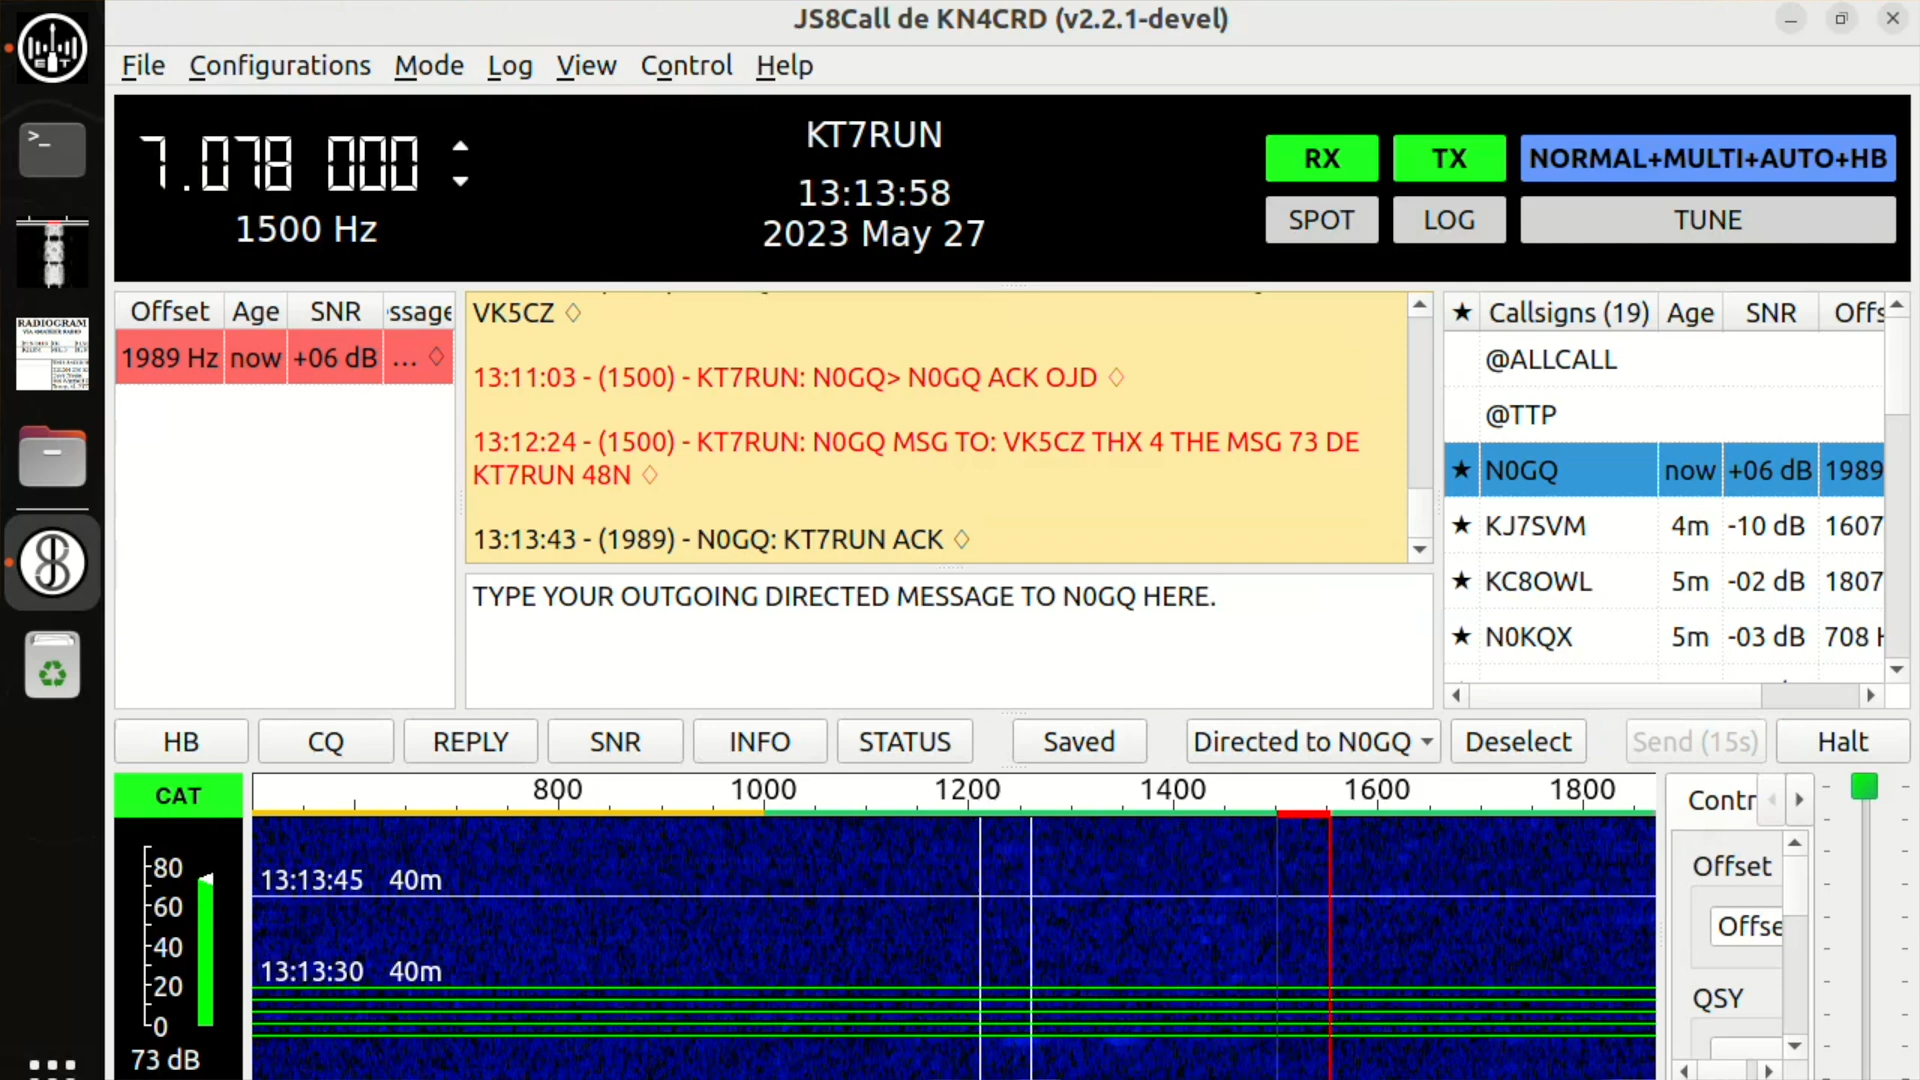 JS8Call de KN4CRD (v2.2.1-devel)
File Configurations Mode Log View Control Help
7.078 000
1500 Hz
KT7RUN
13:13:58
2023 May 27
RX TX NORMAL+MULTI+AUTO+HB
SPOT LOG TUNE
RADIOGRAM
Offset Age SNR ssage
1989 Hz now +06 dB ... ♢
VK5CZ ♢
13:11:03 - (1500) - KT7RUN: N0GQ> N0GQ ACK OJD ♢
13:12:24 - (1500) - KT7RUN: N0GQ MSG TO: VK5CZ THX 4 THE MSG 73 DE
KT7RUN 48N ♢
13:13:43 - (1989) - N0GQ: KT7RUN ACK ♢
TYPE YOUR OUTGOING DIRECTED MESSAGE TO N0GQ HERE.
★ Callsigns (19) Age SNR Offs
@ALLCALL
@TTP
★ N0GQ now +06 dB 1989
★ KJ7SVM 4m -10 dB 1607
★ KC8OWL 5m -02 dB 1807
★ N0KQX 5m -03 dB 708 H
HB CQ REPLY SNR INFO STATUS Saved Directed to N0GQ Deselect Send (15s) Halt
CAT
80
60
40
20
0
73 dB
800 1000 1200 1400 1600 1800
13:13:45 40m
13:13:30 40m
Contr
Offset
Offse
QSY